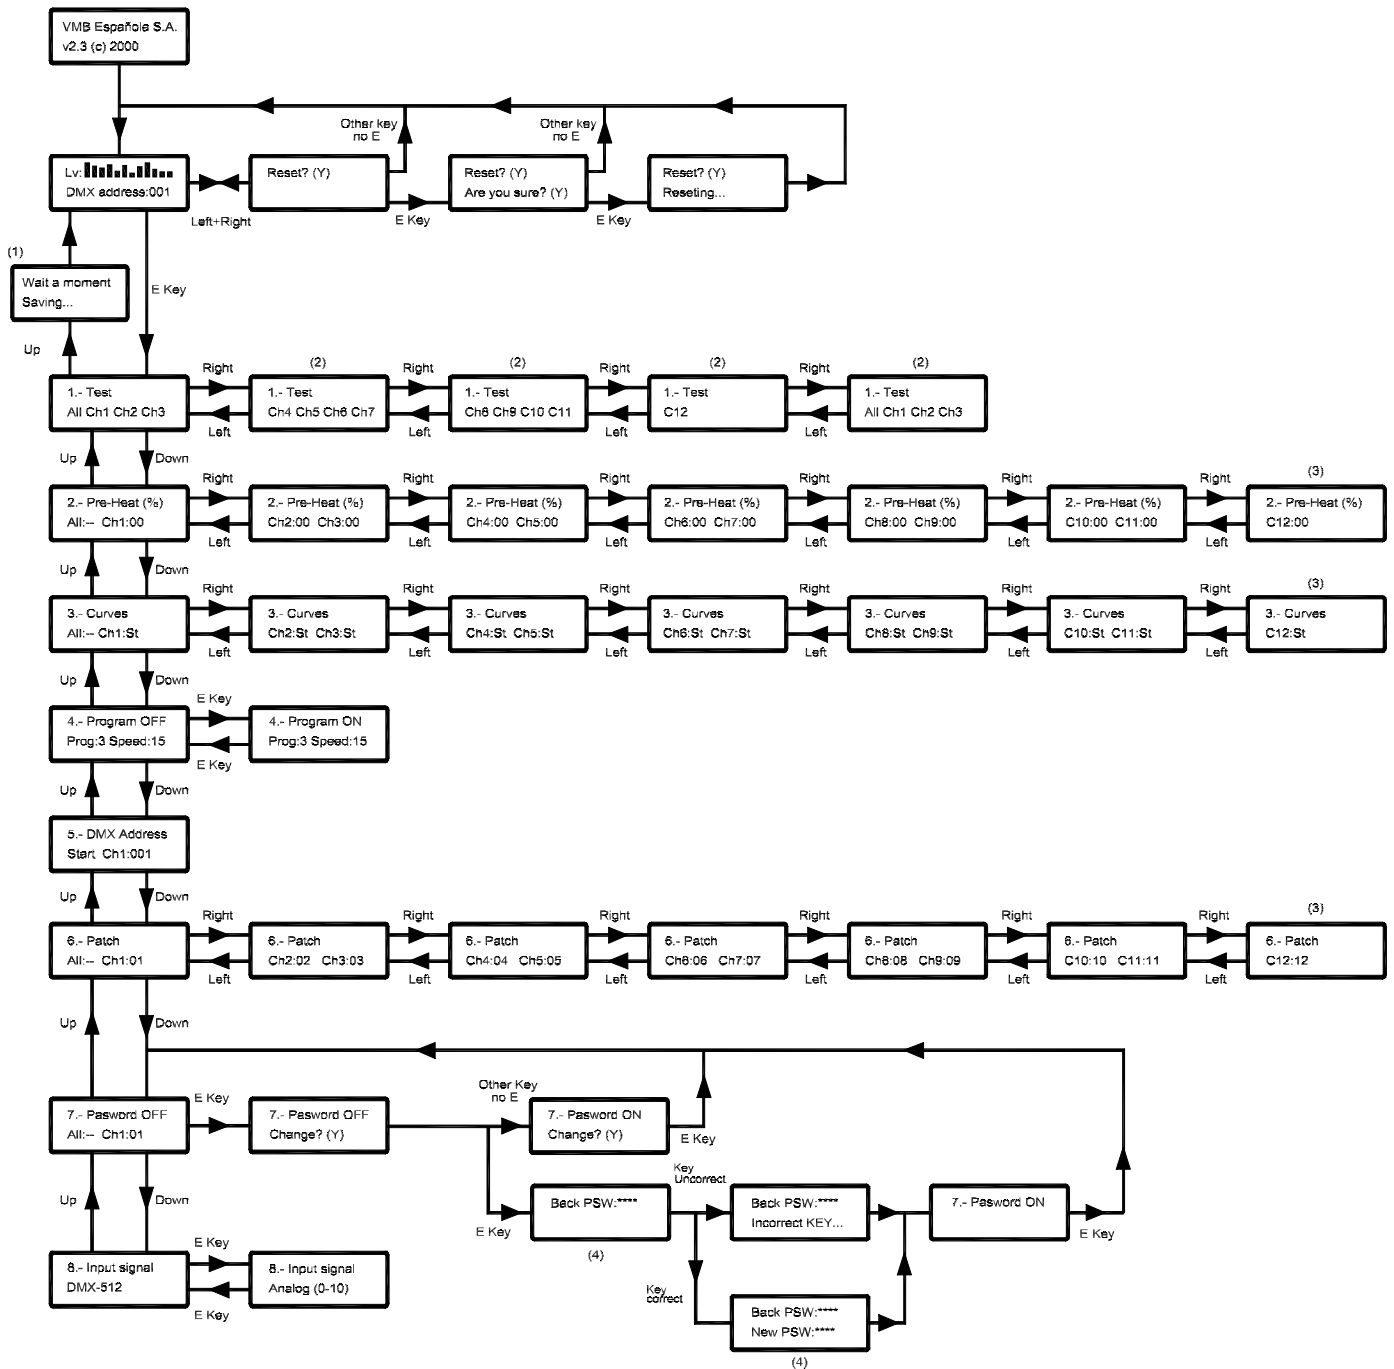 VMB Española S.A.
v2.3 (c) 2000
Other key
no E
Other key
no E
Lv:
DMX address:001
Reset? (Y)
Reset? (Y)
Are you sure? (Y)
Reset? (Y)
Reseting...
Left+Right
E Key
E Key
(1)
Wait a moment
Saving...
E Key
Up
Right
(2)
Right
(2)
Right
(2)
Right
(2)
1.- Test
All Ch1 Ch2 Ch3
1.- Test
Ch4 Ch5 Ch6 Ch7
1.- Test
Ch8 Ch9 C10 C11
1.- Test
C12
1.- Test
All Ch1 Ch2 Ch3
Left
Left
Left
Left
Up
Down
Right
Right
Right
Right
Right
Right
(3)
2.- Pre-Heat (%)
All:-- Ch1:00
2.- Pre-Heat (%)
Ch2:00 Ch3:00
2.- Pre-Heat (%)
Ch4:00 Ch5:00
2.- Pre-Heat (%)
Ch6:00 Ch7:00
2.- Pre-Heat (%)
Ch8:00 Ch9:00
2.- Pre-Heat (%)
C10:00 C11:00
2.- Pre-Heat (%)
C12:00
Left
Left
Left
Left
Left
Left
Up
Down
Right
Right
Right
Right
Right
Right
(3)
3.- Curves
All:-- Ch1:St
3.- Curves
Ch2:St Ch3:St
3.- Curves
Ch4:St Ch5:St
3.- Curves
Ch6:St Ch7:St
3.- Curves
Ch8:St Ch9:St
3.- Curves
C10:St C11:St
3.- Curves
C12:St
Left
Left
Left
Left
Left
Left
Up
Down
E Key
4.- Program OFF
Prog:3 Speed:15
4.- Program ON
Prog:3 Speed:15
E Key
Up
Down
5.- DMX Address
Start Ch1:001
Up
Down
Right
Right
Right
Right
Right
Right
(3)
6.- Patch
All:-- Ch1:01
6.- Patch
Ch2:02 Ch3:03
6.- Patch
Ch4:04 Ch5:05
6.- Patch
Ch6:06 Ch7:07
6.- Patch
Ch8:08 Ch9:09
6.- Patch
C10:10 C11:11
6.- Patch
C12:12
Left
Left
Left
Left
Left
Left
Up
Down
E Key
Other Key
no E
7.- Pasword OFF
All:-- Ch1:01
7.- Pasword OFF
Change? (Y)
7.- Pasword ON
Change? (Y)
E Key
Key
Uncorrect
Up
Down
Back PSW:****
Back PSW:****
Incorrect KEY...
7.- Pasword ON
E Key
(4)
E Key
E Key
8.- Input signal
DMX-512
8.- Input signal
Analog (0-10)
E Key
Key
correct
Back PSW:****
New PSW:****
(4)